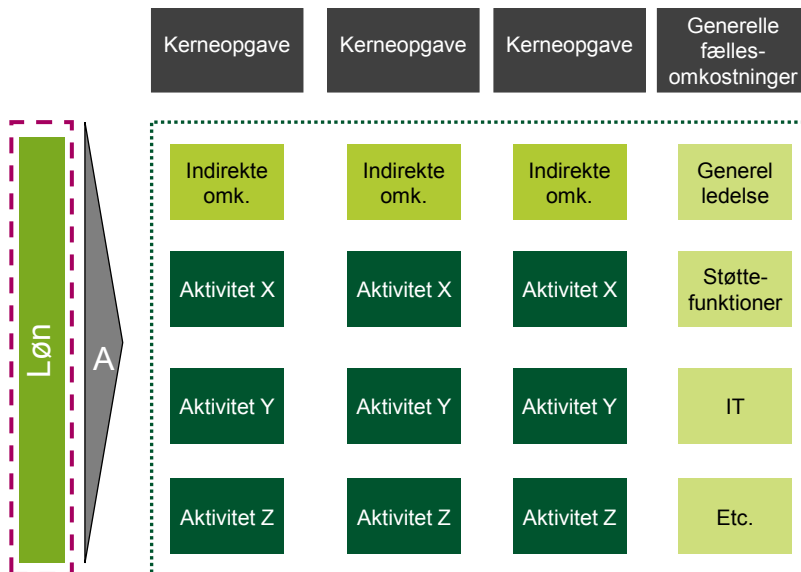 Kerneopgave
Kerneopgave
Kerneopgave
Generelle
fælles-
omkostninger
Løn
A
Indirekte
omk.
Indirekte
omk.
Indirekte
omk.
Generel
ledelse
Aktivitet X
Aktivitet X
Aktivitet X
Støtte-
funktioner
Aktivitet Y
Aktivitet Y
Aktivitet Y
IT
Aktivitet Z
Aktivitet Z
Aktivitet Z
Etc.